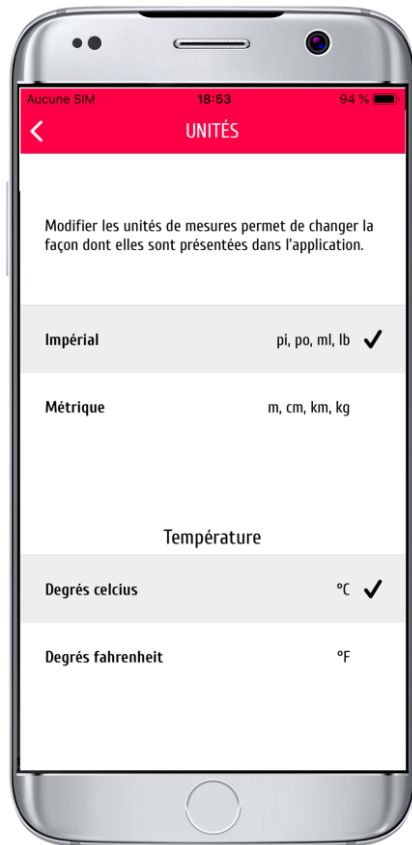 Aucune SIM 18:53 94 %
UNITÉS
Modifier les unités de mesures permet de changer la
façon dont elles sont présentées dans l'application.
Impérial pi, po, ml, lb
Métrique m, cm, km, kg
Température
Degrés celcius °C
Degrés fahrenheit °F